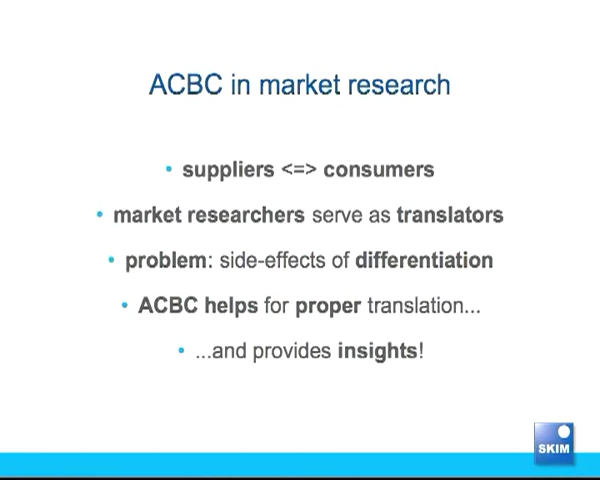 ACBC in market research
• suppliers <=> consumers
• market researchers serve as translators
• problem: side-effects of differentiation
• ACBC helps for proper translation...
• ...and provides insights!
SKIM